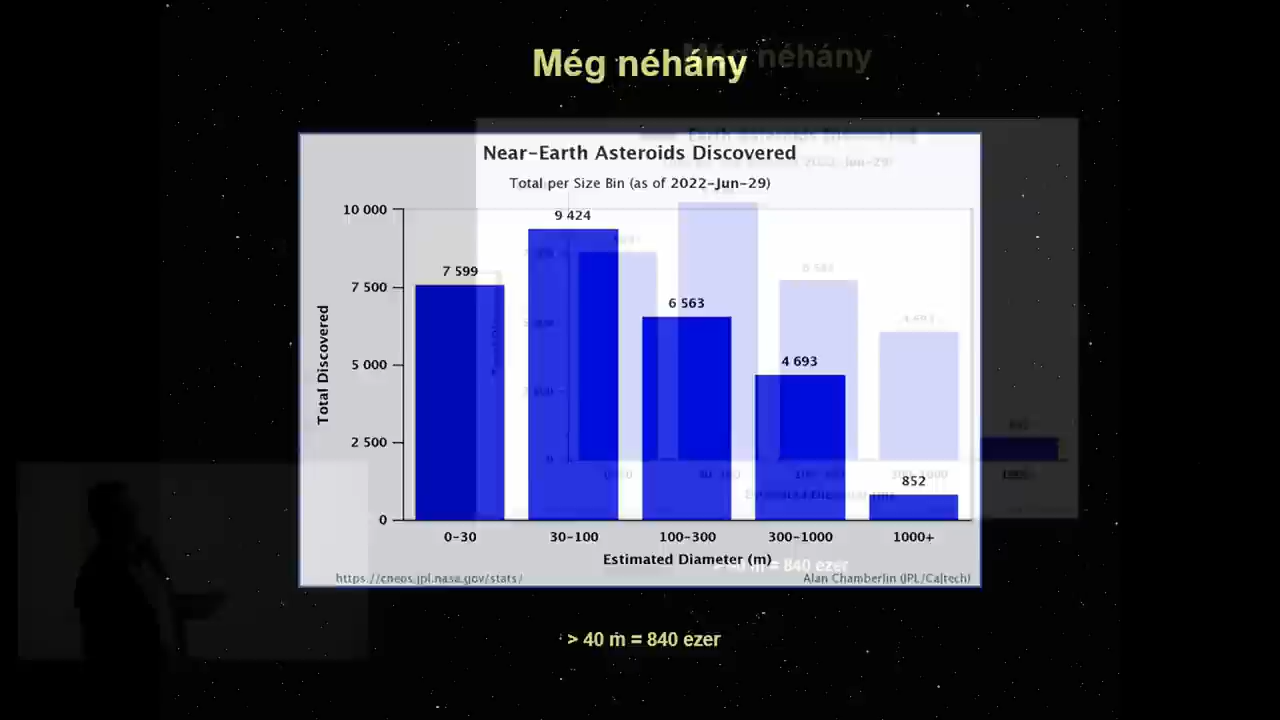 Még néhány
Near-Earth Asteroids Discovered
Total per Size Bin (as of 2022-Jun-29)
10 000
9 424
7 599
7 500
6 563
5 000
4 693
Total Discovered
2 500
852
0
0-30 30-100 100-300 300-1000 1000+
Estimated Diameter (m)
https://cneos.jpl.nasa.gov/stats/ Alan Chamberlin (JPL/Caltech)
> 40 m = 840 ezer